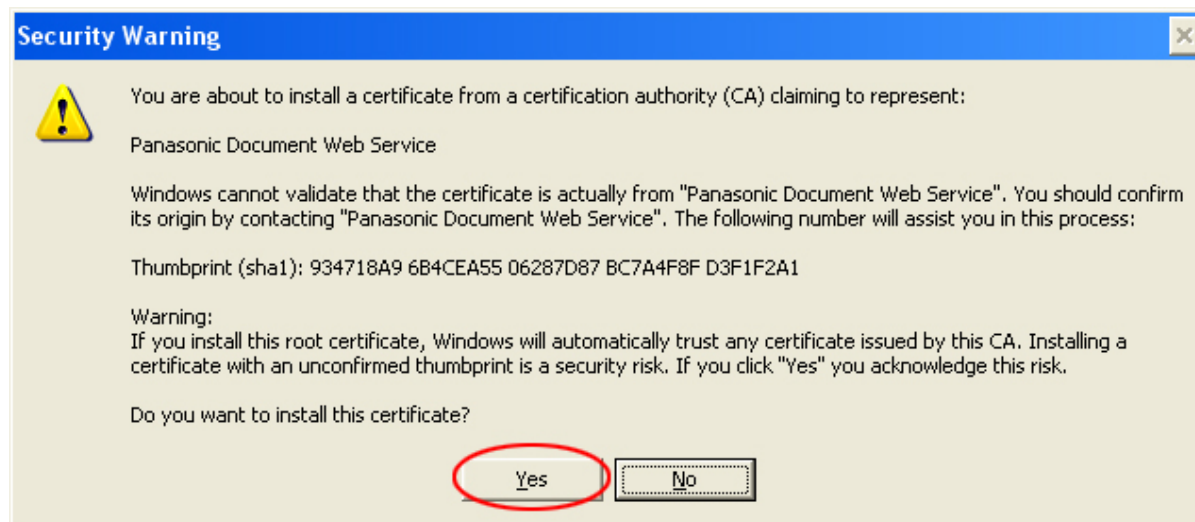 Security Warning
You are about to install a certificate from a certification authority (CA) claiming to represent:
Panasonic Document Web Service
Windows cannot validate that the certificate is actually from "Panasonic Document Web Service". You should confirm
its origin by contacting "Panasonic Document Web Service". The following number will assist you in this process:
Thumbprint (sha1): 934718A9 6B4CEA55 06287D87 BC7A4F8F D3F1F2A1
Warning:
If you install this root certificate, Windows will automatically trust any certificate issued by this CA. Installing a
certificate with an unconfirmed thumbprint is a security risk. If you click "Yes" you acknowledge this risk.
Do you want to install this certificate?
Yes No